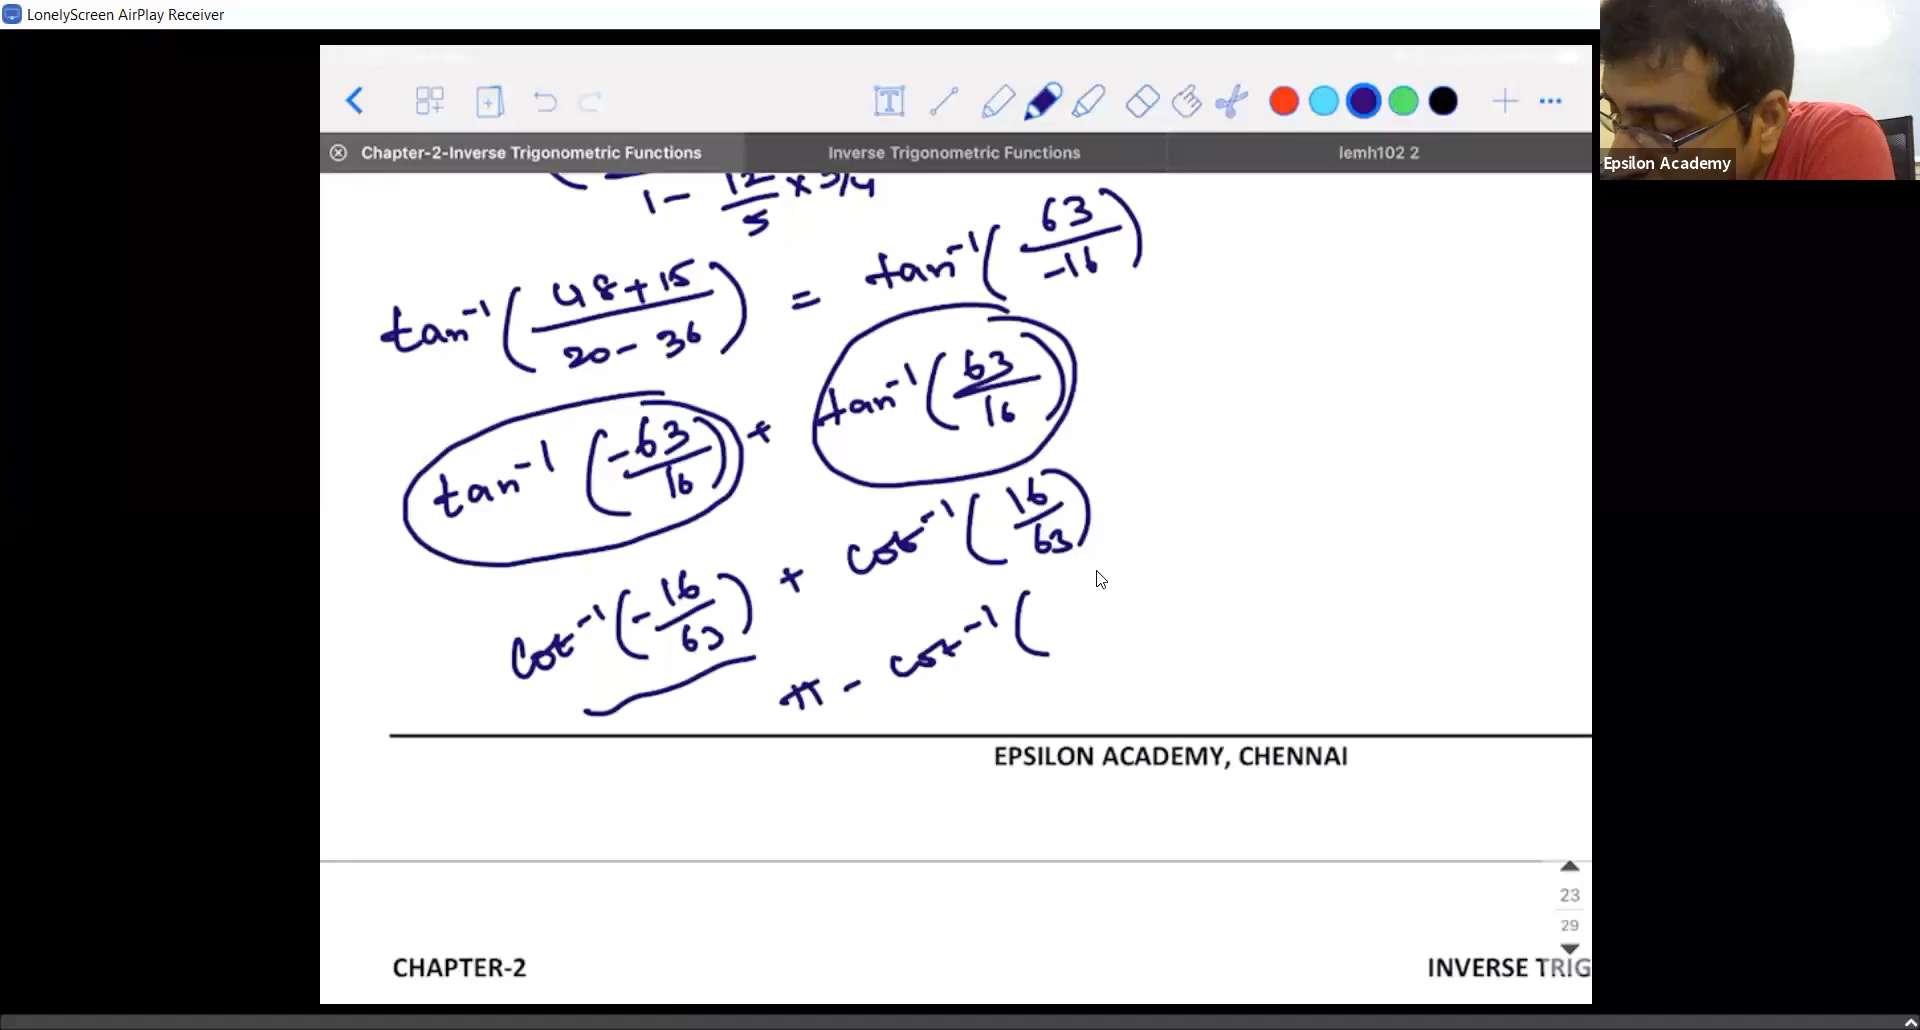 LonelyScreen AirPlay Receiver
Chapter-2-Inverse Trigonometric Functions
Inverse Trigonometric Functions
lemh102 2
Epsilon Academy
1 - 12/5 × 3/4
tan⁻¹(48+15/20-36) = tan⁻¹(63/-16)
tan⁻¹(-63/16) + tan⁻¹(63/16)
cot⁻¹(-16/63) + cot⁻¹(16/63)
π - cot⁻¹(
EPSILON ACADEMY, CHENNAI
23
29
CHAPTER-2
INVERSE TRIG